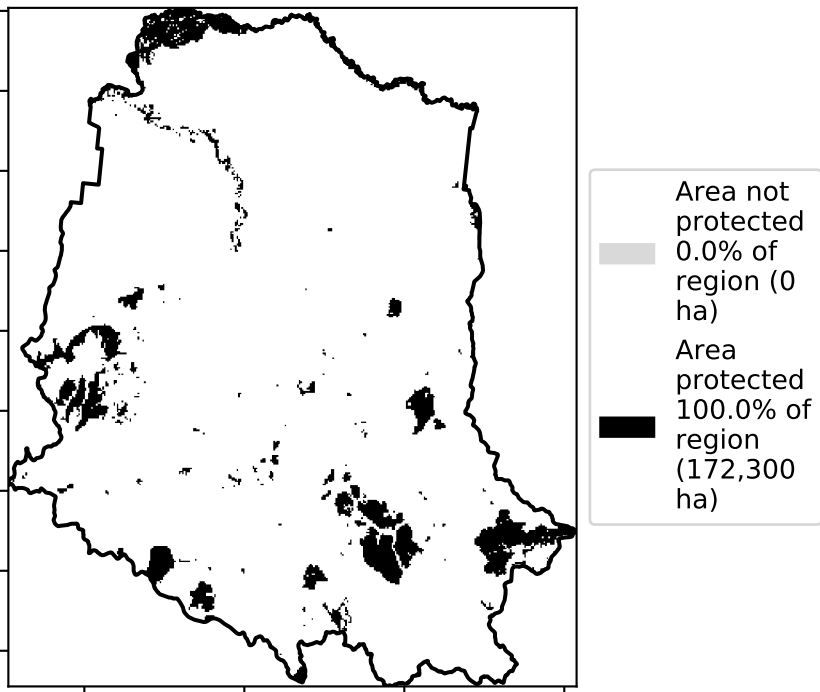 Area not
protected
0.0% of
region (0
ha)
Area
protected
100.0% of
region
(172,300
ha)